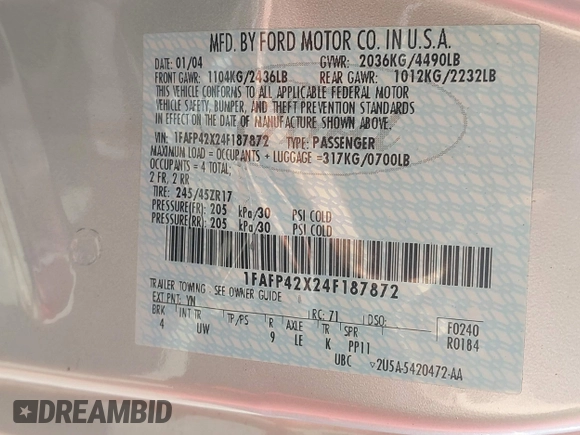 MFD. BY FORD MOTOR CO. IN U.S.A.
DATE: 01/04 GVWR: 2036KG/4490LB
FRONT GAWR: 1104KG/2436LB REAR GAWR: 1012KG/2232LB
THIS VEHICLE CONFORMS TO ALL APPLICABLE FEDERAL MOTOR
VEHICLE SAFETY, BUMPER, AND THEFT PREVENTION STANDARDS
IN EFFECT ON THE DATE OF MANUFACTURE SHOWN ABOVE.
VIN: 1FAFP42X24F187872 TYPE: PASSENGER
MAXIMUM LOAD = OCCUPANTS + LUGGAGE =317KG/0700LB
OCCUPANTS = 4 TOTAL;
2 FR, 2 RR
TIRE: 245/45ZR17
PRESSURE(FR): 205 kPa/30 PSI COLD
PRESSURE(RR): 205 kPa/30 PSI COLD
1FAFP42X24F187872
TRAILER TOWING - SEE OWNER GUIDE
EXT PNT: YN RC: 71 DSO:
BRK INT TR TP/PS R AXLE TR SPR F0240
4 UW 9 LE K PP11 R0184
UBC ▽2U5A-5420472-AA
DREAMBID